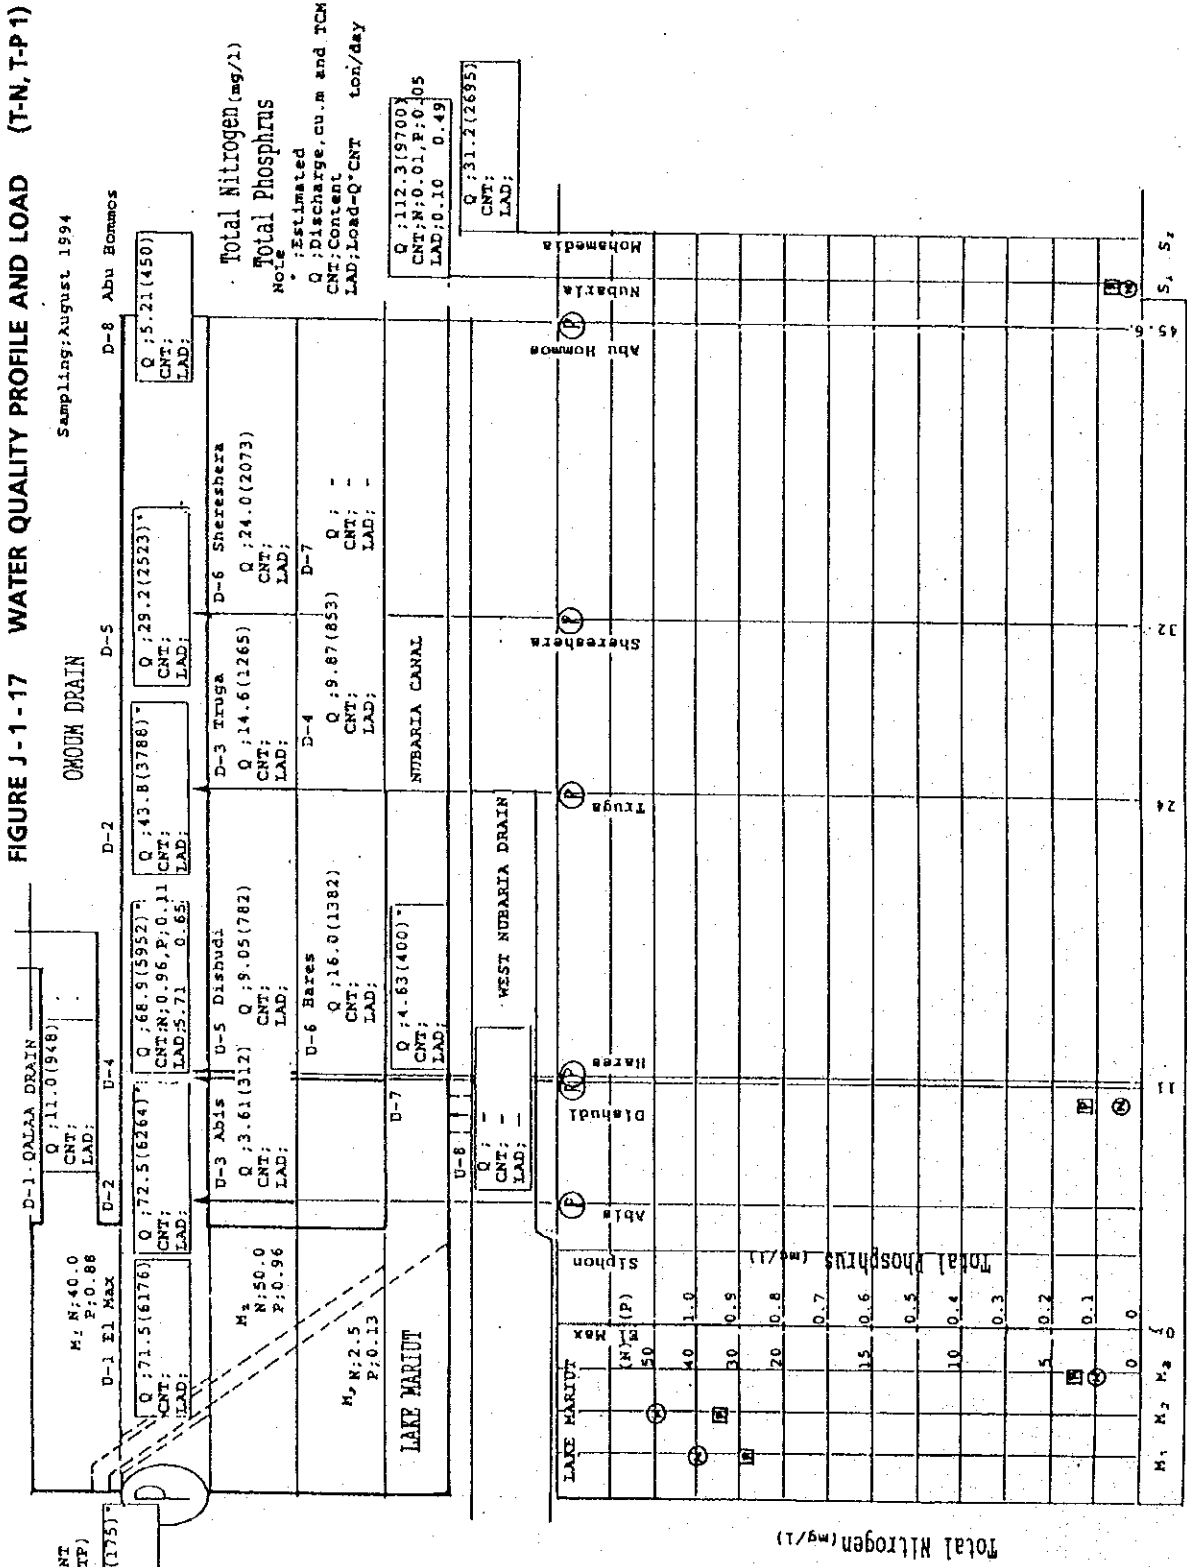 FIGURE J-1-17 WATER QUALITY PROFILE AND LOAD (T-N, T-P 1)
Sampling;August 1994
OMOUM DRAIN
D-1 QALAA DRAIN
Q ;11.0(948)
CNT;
LAD;
M₁ N;40.0
P;0.88
U-1 El Max
D-2
U-4
D-2
D-5
D-8 Abu Hommos
Q ;71.5(6176)
CNT;
LAD;
Q ;72.5(6264)*
CNT;
LAD;
Q ;68.9(5952)*
CNT;N;0.96,P;0.11
LAD;5.71 0.65
Q ;43.8(3788)*
CNT;
LAD;
Q ;29.2(2523)*
CNT;
LAD;
Q ;5.21(450)
CNT;
LAD;
NT
TP)
(175)*
P
U-3 Abis
Q ;3.61(312)
CNT;
LAD;
U-5 Dishudi
Q ;9.05(782)
CNT;
LAD;
D-3 Truga
Q ;14.6(1265)
CNT;
LAD;
D-6 Shereshera
Q ;24.0(2073)
CNT;
LAD;
Total Nitrogen(mg/l)
Total Phosphrus
Note
* ;Estimated
Q ;Discharge,cu.m and TCM
CNT;Content
LAD;Load=Q*CNT ton/day
M₂
N;50.0
P;0.96
U-6 Hares
Q ;16.0(1382)
CNT;
LAD;
D-4
Q ;9.87(853)
CNT;
LAD;
D-7
Q ; -
CNT; -
LAD; -
M₃ N;2.5
P;0.13
LAKE MARIUT
U-7
Q ;4.63(400)*
CNT;
LAD;
NUBARIA CANAL
Q ;112.3(9700)
CNT;N;0.01,P;0.05
LAD;0.10 0.49
U-8
Q ; -
CNT; -
LAD; -
WEST NUBARIA DRAIN
Q ;31.2(2695)
CNT;
LAD;
LAKE MARIUT
El Max
Siphon
Abis
Dishudi
Hares
Truga
Shereshera
Abu Hommos
Nubaria
Mohamedia
P
P
P
P
P
P
P
(N)
(P)
50
40 1.0
30 0.9
20 0.8
0.7
15 0.6
0.5
10 0.4
0.3
5 0.2
0.1
0 0
Total Nitrogen(mg/l)
Total Phosphrus (mg/l)
N
P
N
P
P
N
P
N
P
N
M₁ M₂ M₃ 0 11 24 32 45.6 S₁ S₂